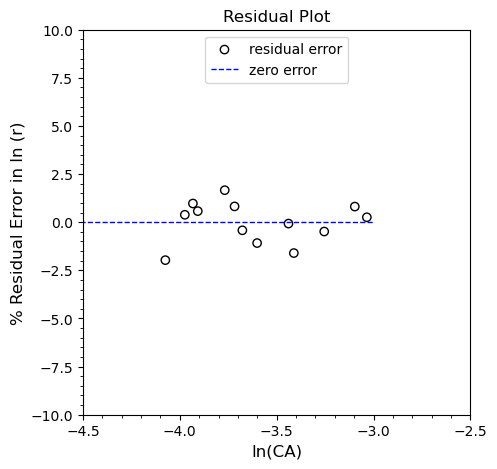 Residual Plot
residual error
zero error
10.0
7.5
5.0
2.5
0.0
−2.5
−5.0
−7.5
−10.0
% Residual Error in ln (r)
−4.5 −4.0 −3.5 −3.0 −2.5
ln(CA)